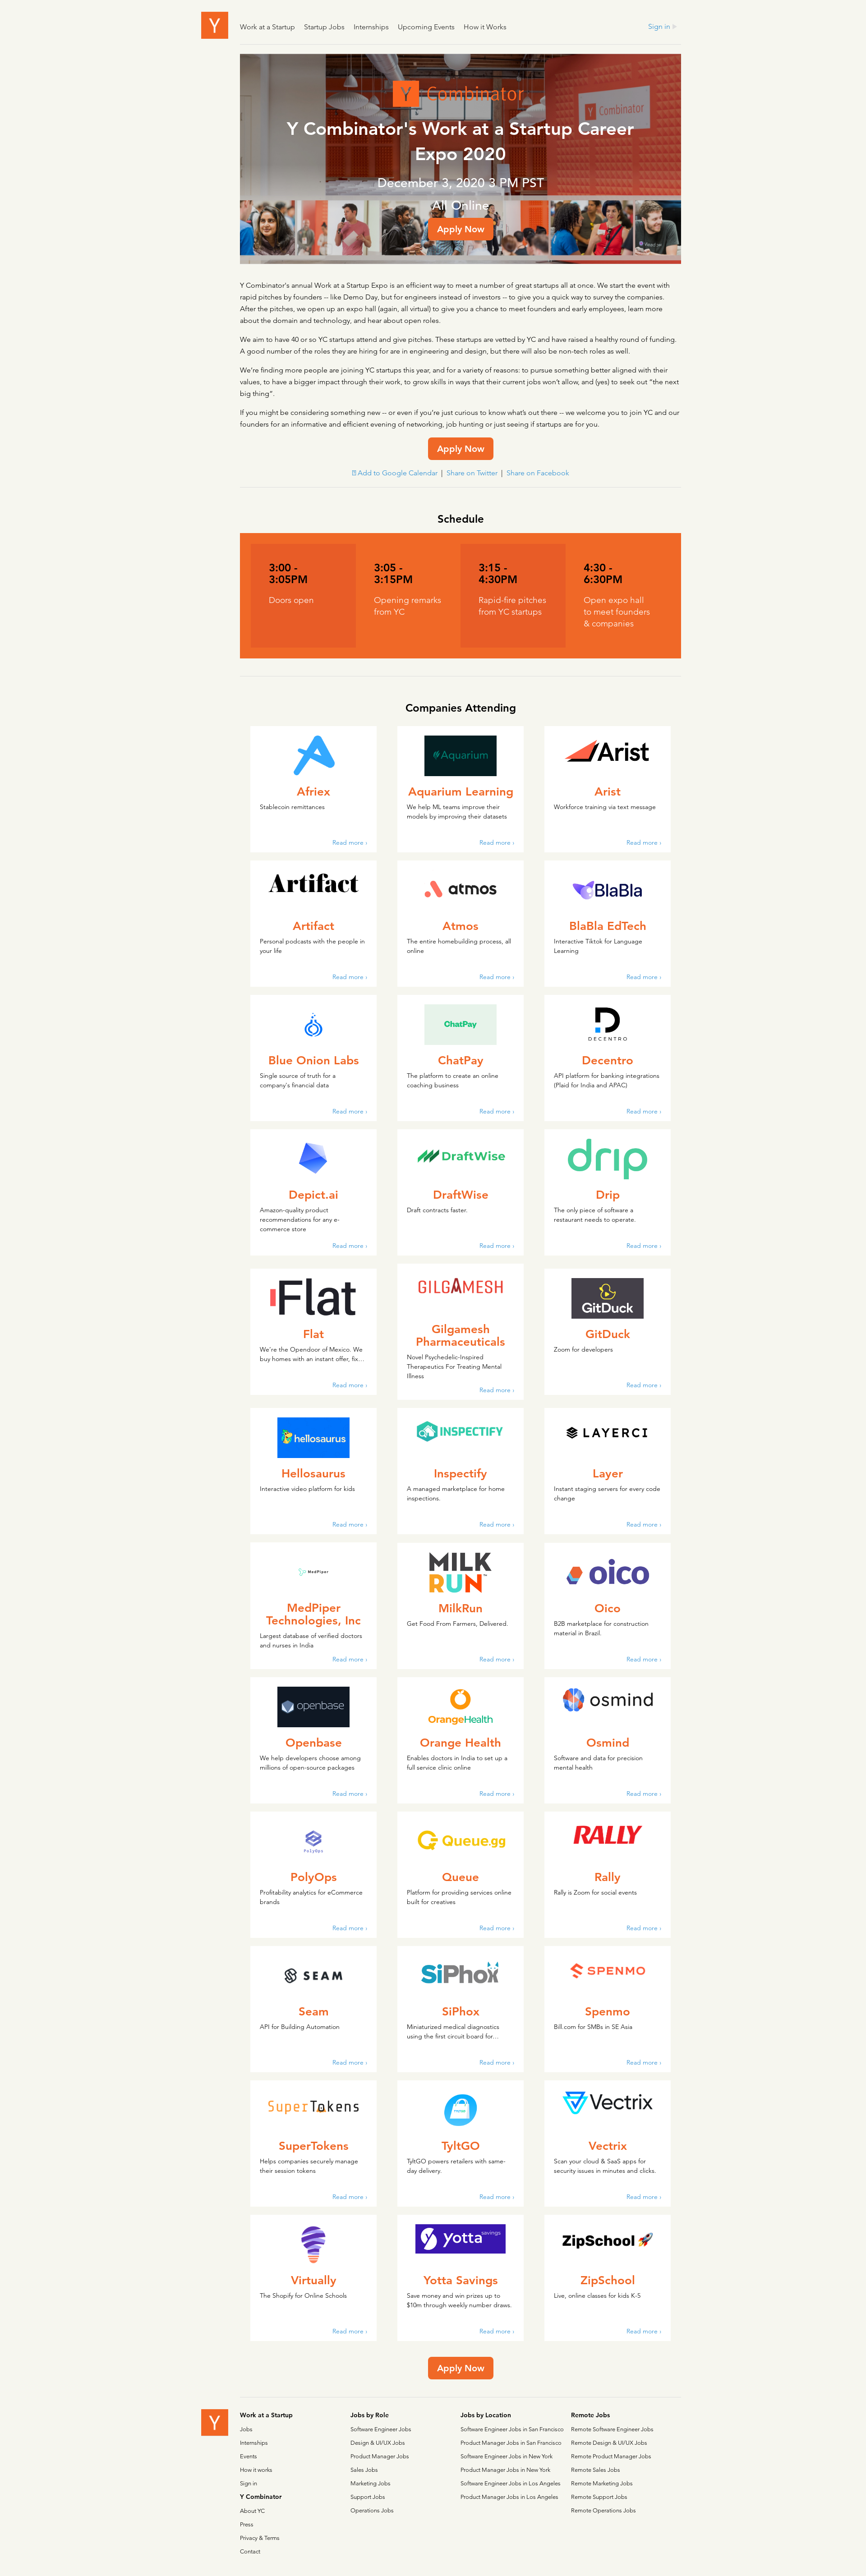 Y
Work at a Startup
Startup Jobs
Internships
Upcoming Events
How it Works
Sign in >
Y Combinator
Combinator
Y Combinator's Work at a Startup Career
Expo 2020
December 3, 2020 3 PM PST
All Online
Apply Now
Y Combinator's annual Work at a Startup Expo is an efficient way to meet a number of great startups all at once. We start the event with
rapid pitches by founders -- like Demo Day, but for engineers instead of investors -- to give you a quick way to survey the companies.
After the pitches, we open up an expo hall (again, all virtual) to give you a chance to meet founders and early employees, learn more
about the domain and technology, and hear about open roles.
We aim to have 40 or so YC startups attend and give pitches. These startups are vetted by YC and have raised a healthy round of funding.
A good number of the roles they are hiring for are in engineering and design, but there will also be non-tech roles as well.
We're finding more people are joining YC startups this year, and for a variety of reasons: to pursue something better aligned with their
values, to have a bigger impact through their work, to grow skills in ways that their current jobs won't allow, and (yes) to seek out “the next
big thing”.
If you might be considering something new -- or even if you're just curious to know what's out there -- we welcome you to join YC and our
founders for an informative and efficient evening of networking, job hunting or just seeing if startups are for you.
Apply Now
Add to Google Calendar | Share on Twitter | Share on Facebook
Schedule
3:00 -
3:05PM
Doors open
3:05 -
3:15PM
Opening remarks
from YC
3:15 -
4:30PM
Rapid-fire pitches
from YC startups
4:30 -
6:30PM
Open expo hall
to meet founders
& companies
Companies Attending
Afriex
Stablecoin remittances
Read more ›
Aquarium
Aquarium Learning
We help ML teams improve their
models by improving their datasets
Read more ›
Arist
Arist
Workforce training via text message
Read more ›
Artifact
Artifact
Personal podcasts with the people in
your life
Read more ›
atmos
Atmos
The entire homebuilding process, all
online
Read more ›
BlaBla
BlaBla EdTech
Interactive Tiktok for Language
Learning
Read more ›
Blue Onion Labs
Single source of truth for a
company's financial data
Read more ›
ChatPay
ChatPay
The platform to create an online
coaching business
Read more ›
DECENTRO
Decentro
API platform for banking integrations
(Plaid for India and APAC)
Read more ›
Depict.ai
Amazon-quality product
recommendations for any e-
commerce store
Read more ›
DraftWise
DraftWise
Draft contracts faster.
Read more ›
drip
Drip
The only piece of software a
restaurant needs to operate.
Read more ›
Flat
Flat
We're the Opendoor of Mexico. We
buy homes with an instant offer, fix…
Read more ›
GILGAMESH
Gilgamesh
Pharmaceuticals
Novel Psychedelic-Inspired
Therapeutics For Treating Mental
Illness
Read more ›
GitDuck
GitDuck
Zoom for developers
Read more ›
hellosaurus
Hellosaurus
Interactive video platform for kids
Read more ›
INSPECTIFY
Inspectify
A managed marketplace for home
inspections.
Read more ›
LAYERCI
Layer
Instant staging servers for every code
change
Read more ›
MedPiper
MedPiper
Technologies, Inc
Largest database of verified doctors
and nurses in India
Read more ›
MILK
RUN
MilkRun
Get Food From Farmers, Delivered.
Read more ›
oico
Oico
B2B marketplace for construction
material in Brazil.
Read more ›
openbase
Openbase
We help developers choose among
millions of open-source packages
Read more ›
OrangeHealth
Orange Health
Enables doctors in India to set up a
full service clinic online
Read more ›
osmind
Osmind
Software and data for precision
mental health
Read more ›
PolyOps
PolyOps
Profitability analytics for eCommerce
brands
Read more ›
Queue.gg
Queue
Platform for providing services online
built for creatives
Read more ›
RALLY
Rally
Rally is Zoom for social events
Read more ›
SEAM
Seam
API for Building Automation
Read more ›
SiPhox
SiPhox
Miniaturized medical diagnostics
using the first circuit board for…
Read more ›
SPENMO
Spenmo
Bill.com for SMBs in SE Asia
Read more ›
SuperTokens
SuperTokens
Helps companies securely manage
their session tokens
Read more ›
TyltGO
TyltGO powers retailers with same-
day delivery.
Read more ›
Vectrix
Vectrix
Scan your cloud & SaaS apps for
security issues in minutes and clicks.
Read more ›
Virtually
The Shopify for Online Schools
Read more ›
yotta savings
Yotta Savings
Save money and win prizes up to
$10m through weekly number draws.
Read more ›
ZipSchool
ZipSchool
Live, online classes for kids K-5
Read more ›
Apply Now
Y
Work at a Startup
Jobs
Internships
Events
How it works
Sign in
Y Combinator
About YC
Press
Privacy & Terms
Contact
Jobs by Role
Software Engineer Jobs
Design & UI/UX Jobs
Product Manager Jobs
Sales Jobs
Marketing Jobs
Support Jobs
Operations Jobs
Jobs by Location
Software Engineer Jobs in San Francisco
Product Manager Jobs in San Francisco
Software Engineer Jobs in New York
Product Manager Jobs in New York
Software Engineer Jobs in Los Angeles
Product Manager Jobs in Los Angeles
Remote Jobs
Remote Software Engineer Jobs
Remote Design & UI/UX Jobs
Remote Product Manager Jobs
Remote Sales Jobs
Remote Marketing Jobs
Remote Support Jobs
Remote Operations Jobs